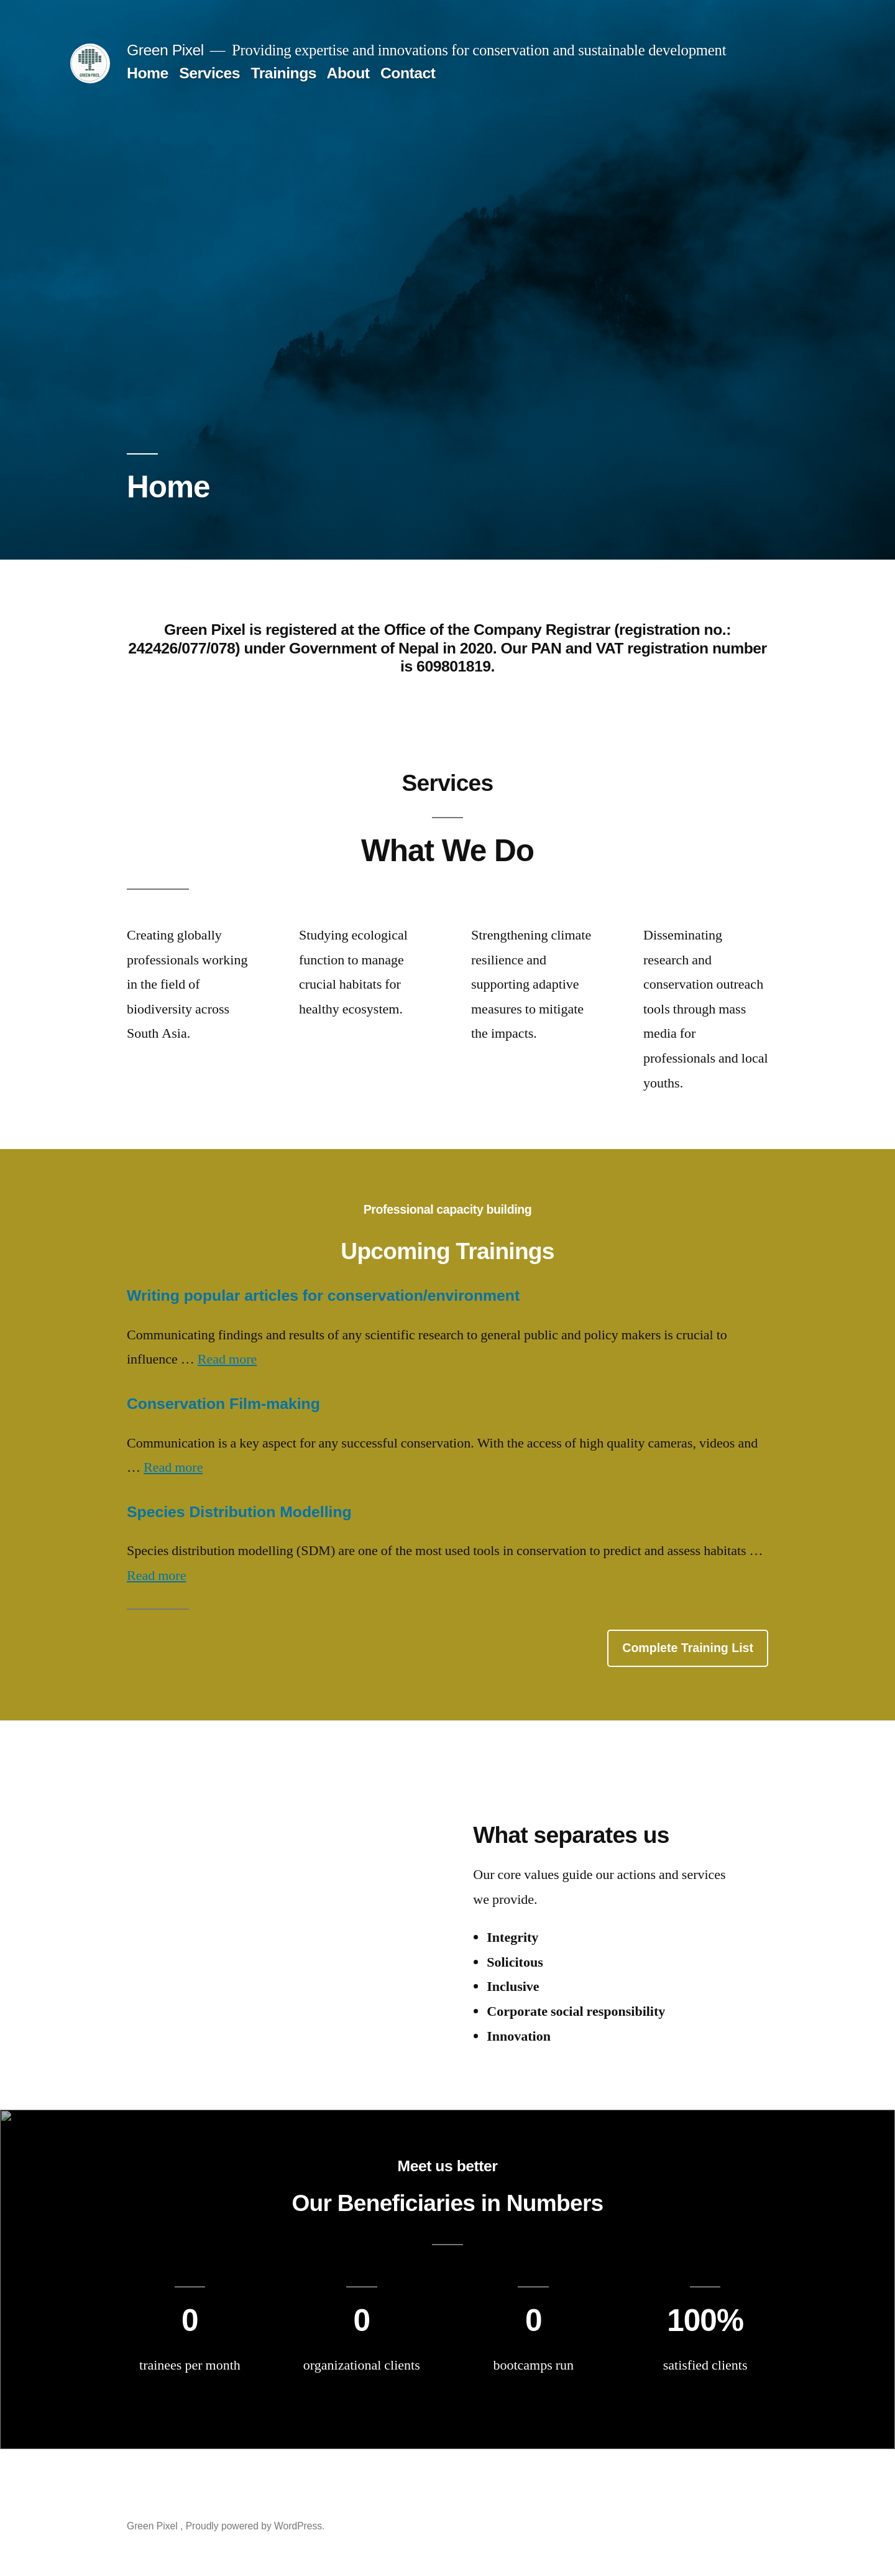 GREEN PIXEL
Green Pixel — Providing expertise and innovations for conservation and sustainable development
Home Services Trainings About Contact
Home
Green Pixel is registered at the Office of the Company Registrar (registration no.:
242426/077/078) under Government of Nepal in 2020. Our PAN and VAT registration number
is 609801819.
Services
What We Do
Creating globally
professionals working
in the field of
biodiversity across
South Asia.
Studying ecological
function to manage
crucial habitats for
healthy ecosystem.
Strengthening climate
resilience and
supporting adaptive
measures to mitigate
the impacts.
Disseminating
research and
conservation outreach
tools through mass
media for
professionals and local
youths.
Professional capacity building
Upcoming Trainings
Writing popular articles for conservation/environment
Communicating findings and results of any scientific research to general public and policy makers is crucial to
influence … Read more
Conservation Film-making
Communication is a key aspect for any successful conservation. With the access of high quality cameras, videos and
… Read more
Species Distribution Modelling
Species distribution modelling (SDM) are one of the most used tools in conservation to predict and assess habitats …
Read more
Complete Training List
What separates us
Our core values guide our actions and services
we provide.
• Integrity
• Solicitous
• Inclusive
• Corporate social responsibility
• Innovation
Meet us better
Our Beneficiaries in Numbers
0
trainees per month
0
organizational clients
0
bootcamps run
100%
satisfied clients
Green Pixel , Proudly powered by WordPress.